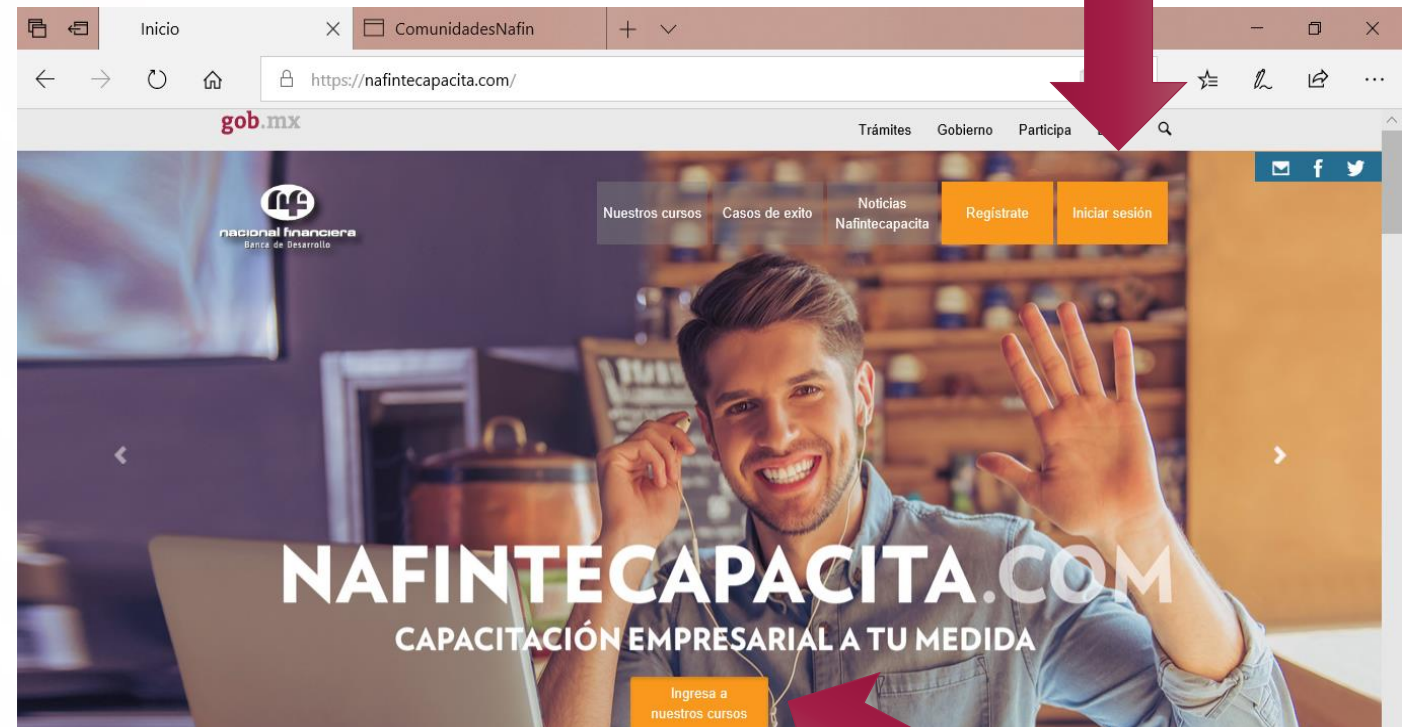 Inicio
ComunidadesNafin
https://nafintecapacita.com/
gob.mx
Trámites Gobierno Participa
nacional financiera
Banca de Desarrollo
Nuestros cursos
Casos de exito
Noticias
Nafintecapacita
Regístrate
Iniciar sesión
NAFINTECAPACITA.COM
CAPACITACIÓN EMPRESARIAL A TU MEDIDA
Ingresa a
nuestros cursos